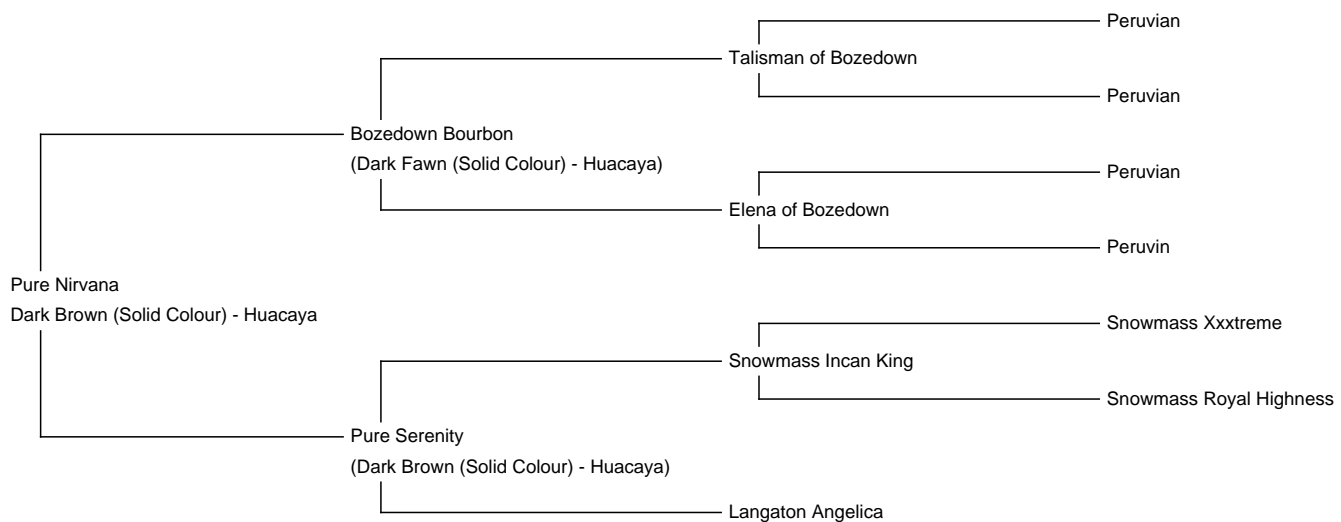 Peruvian
Talisman of Bozedown
Peruvian
Bozedown Bourbon
(Dark Fawn (Solid Colour) - Huacaya)
Peruvian
Elena of Bozedown
Peruvin
Pure Nirvana
Dark Brown (Solid Colour) - Huacaya
Snowmass Xxxtreme
Snowmass Incan King
Snowmass Royal Highness
Pure Serenity
(Dark Brown (Solid Colour) - Huacaya)
Langaton Angelica